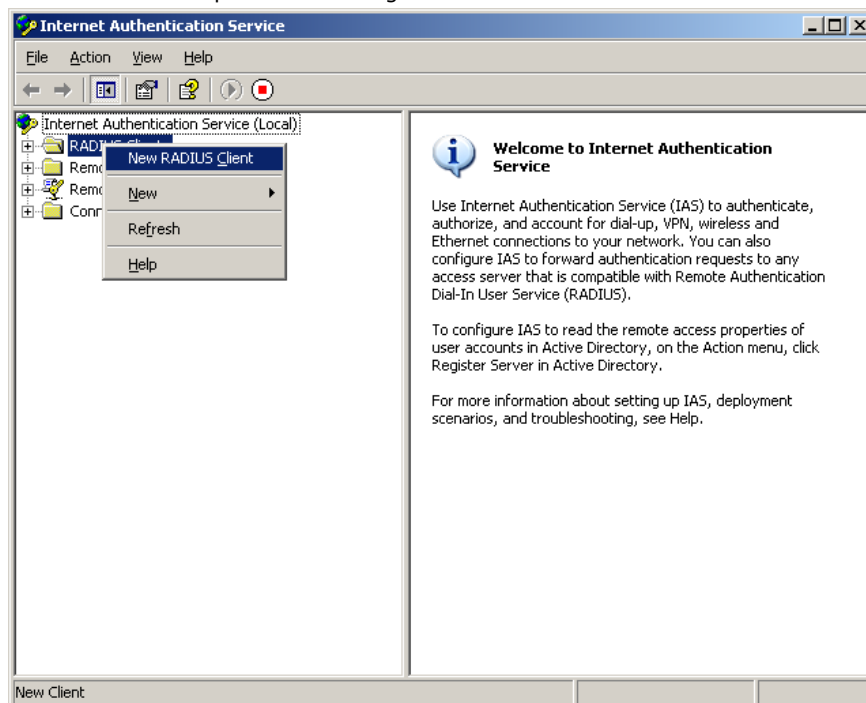 Internet Authentication Service
File Action View Help
Internet Authentication Service (Local)
New RADIUS Client
New
Refresh
Help
Welcome to Internet Authentication
Service
Use Internet Authentication Service (IAS) to authenticate,
authorize, and account for dial-up, VPN, wireless and
Ethernet connections to your network. You can also
configure IAS to forward authentication requests to any
access server that is compatible with Remote Authentication
Dial-In User Service (RADIUS).
To configure IAS to read the remote access properties of
user accounts in Active Directory, on the Action menu, click
Register Server in Active Directory.
For more information about setting up IAS, deployment
scenarios, and troubleshooting, see Help.
New Client